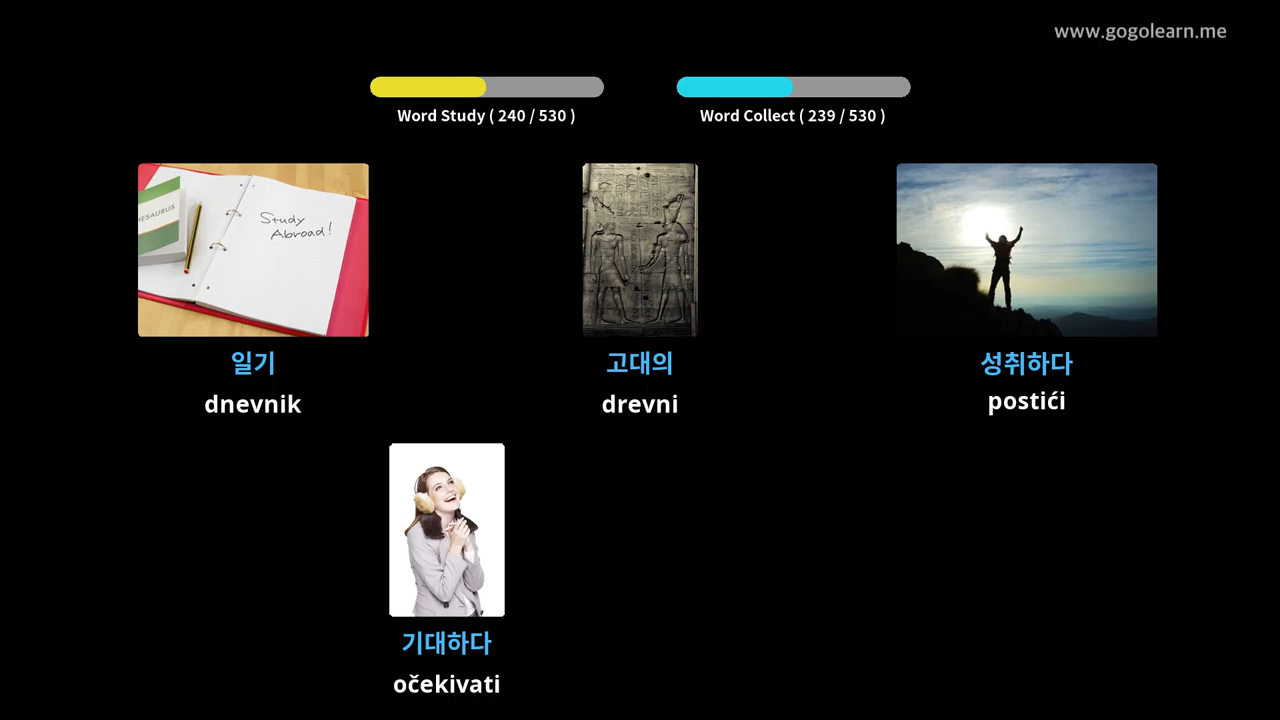 www.gogolearn.me
Word Study ( 240 / 530 )
Word Collect ( 239 / 530 )
HESAURUS
Study
Abroad!
일기
dnevnik
고대의
drevni
성취하다
postići
기대하다
očekivati